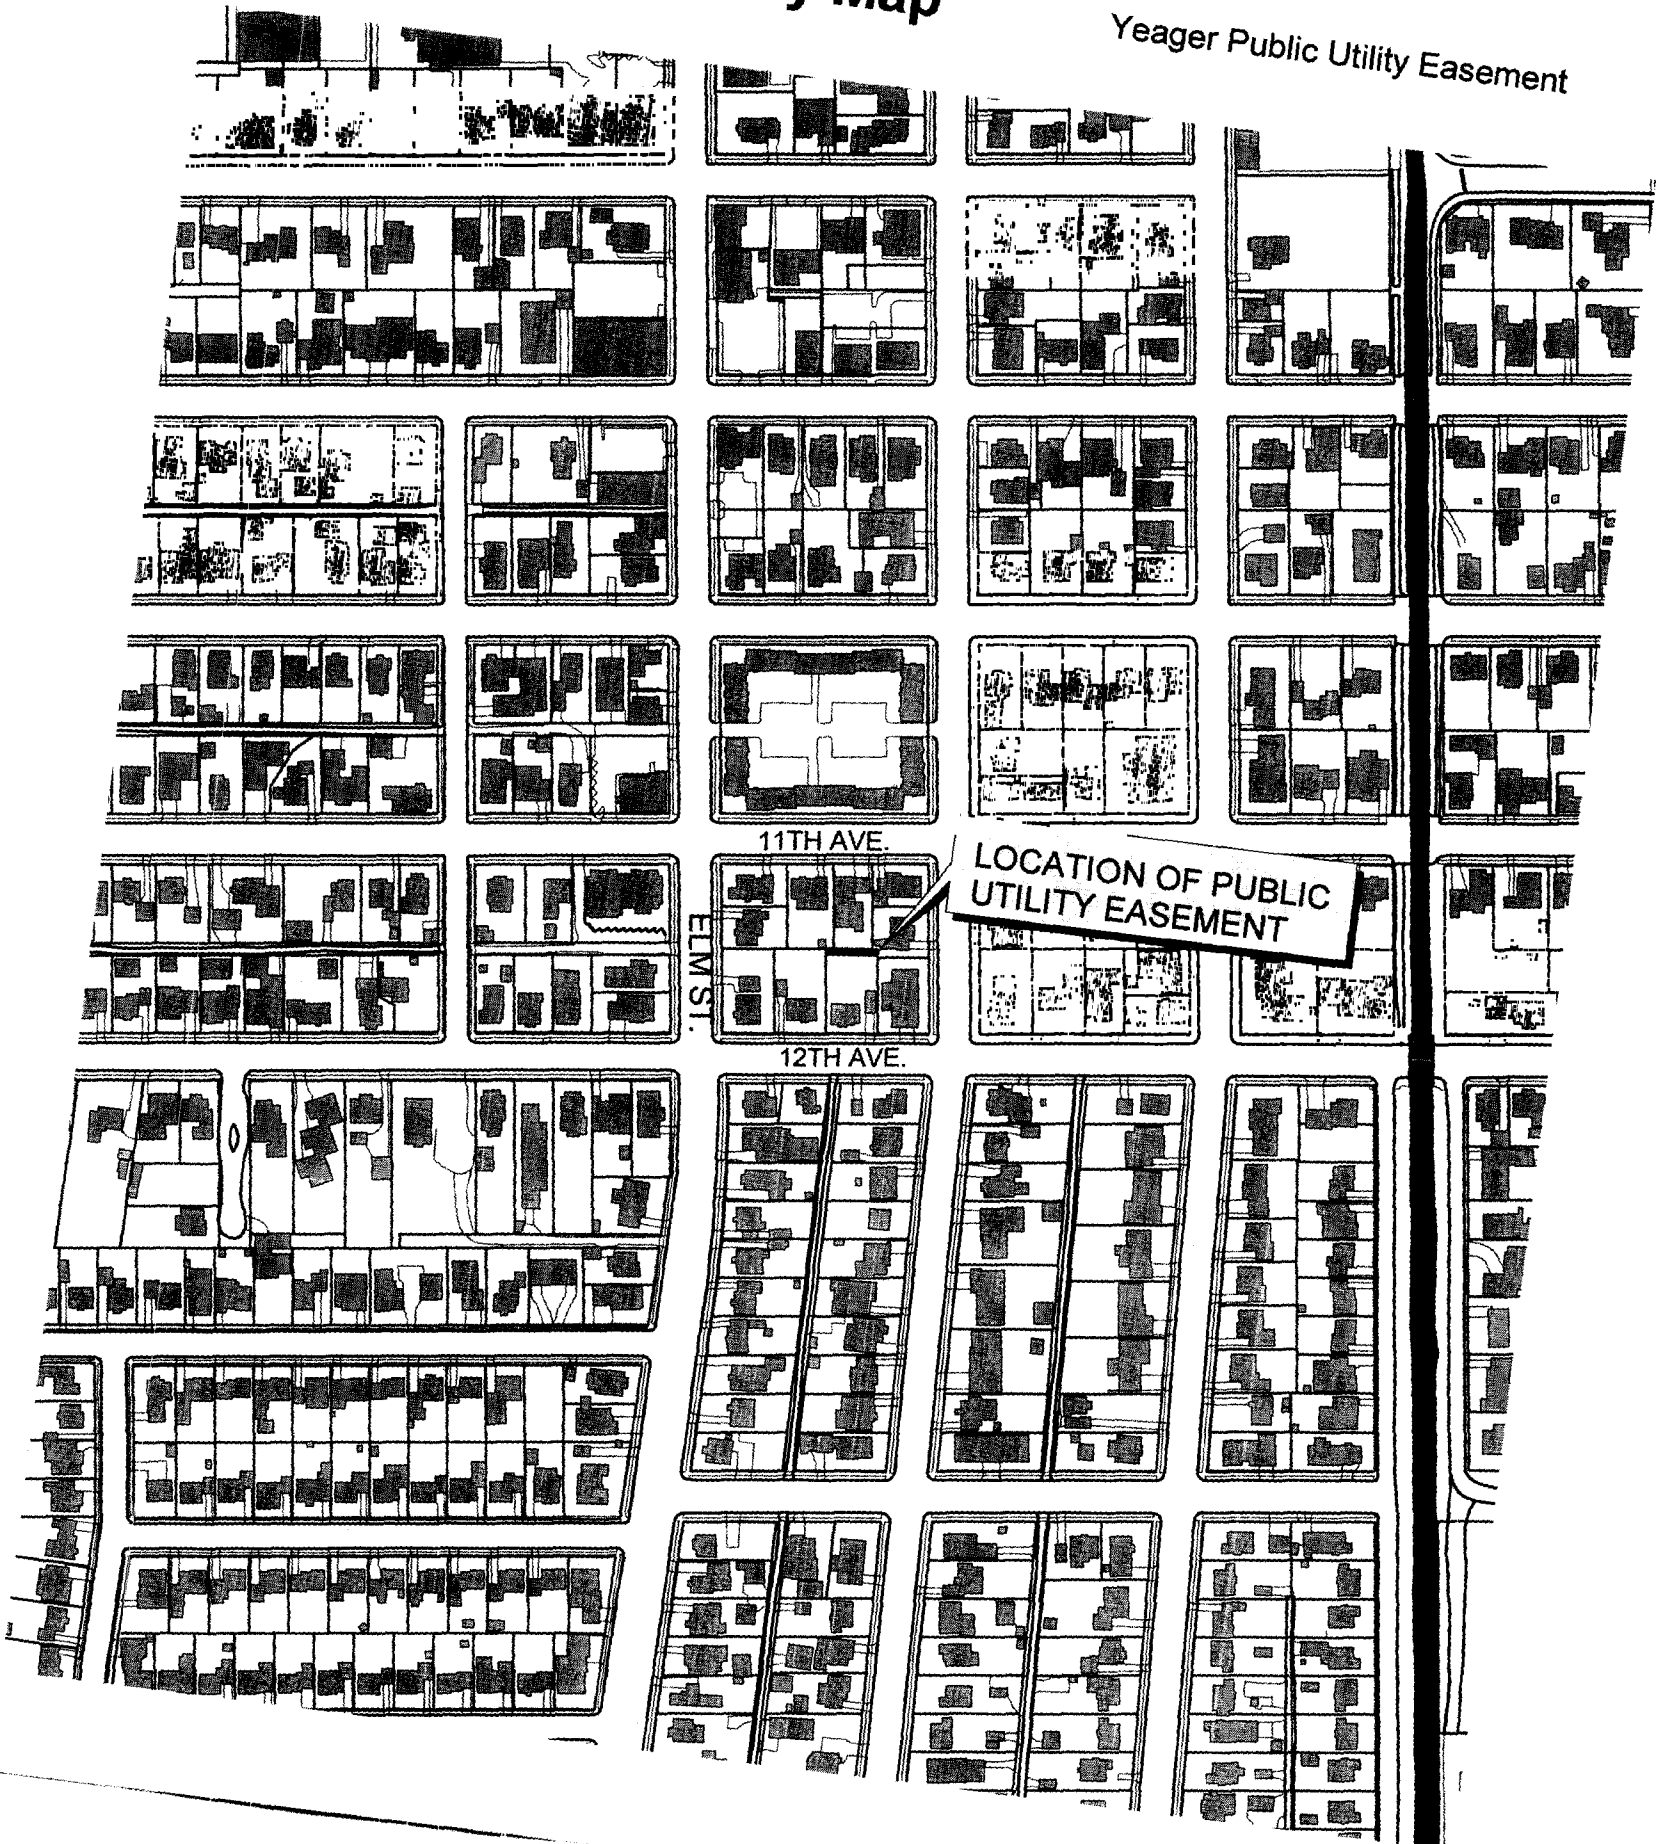 Map
Yeager Public Utility Easement
11TH AVE.
LOCATION OF PUBLIC
UTILITY EASEMENT
ELM ST.
12TH AVE.